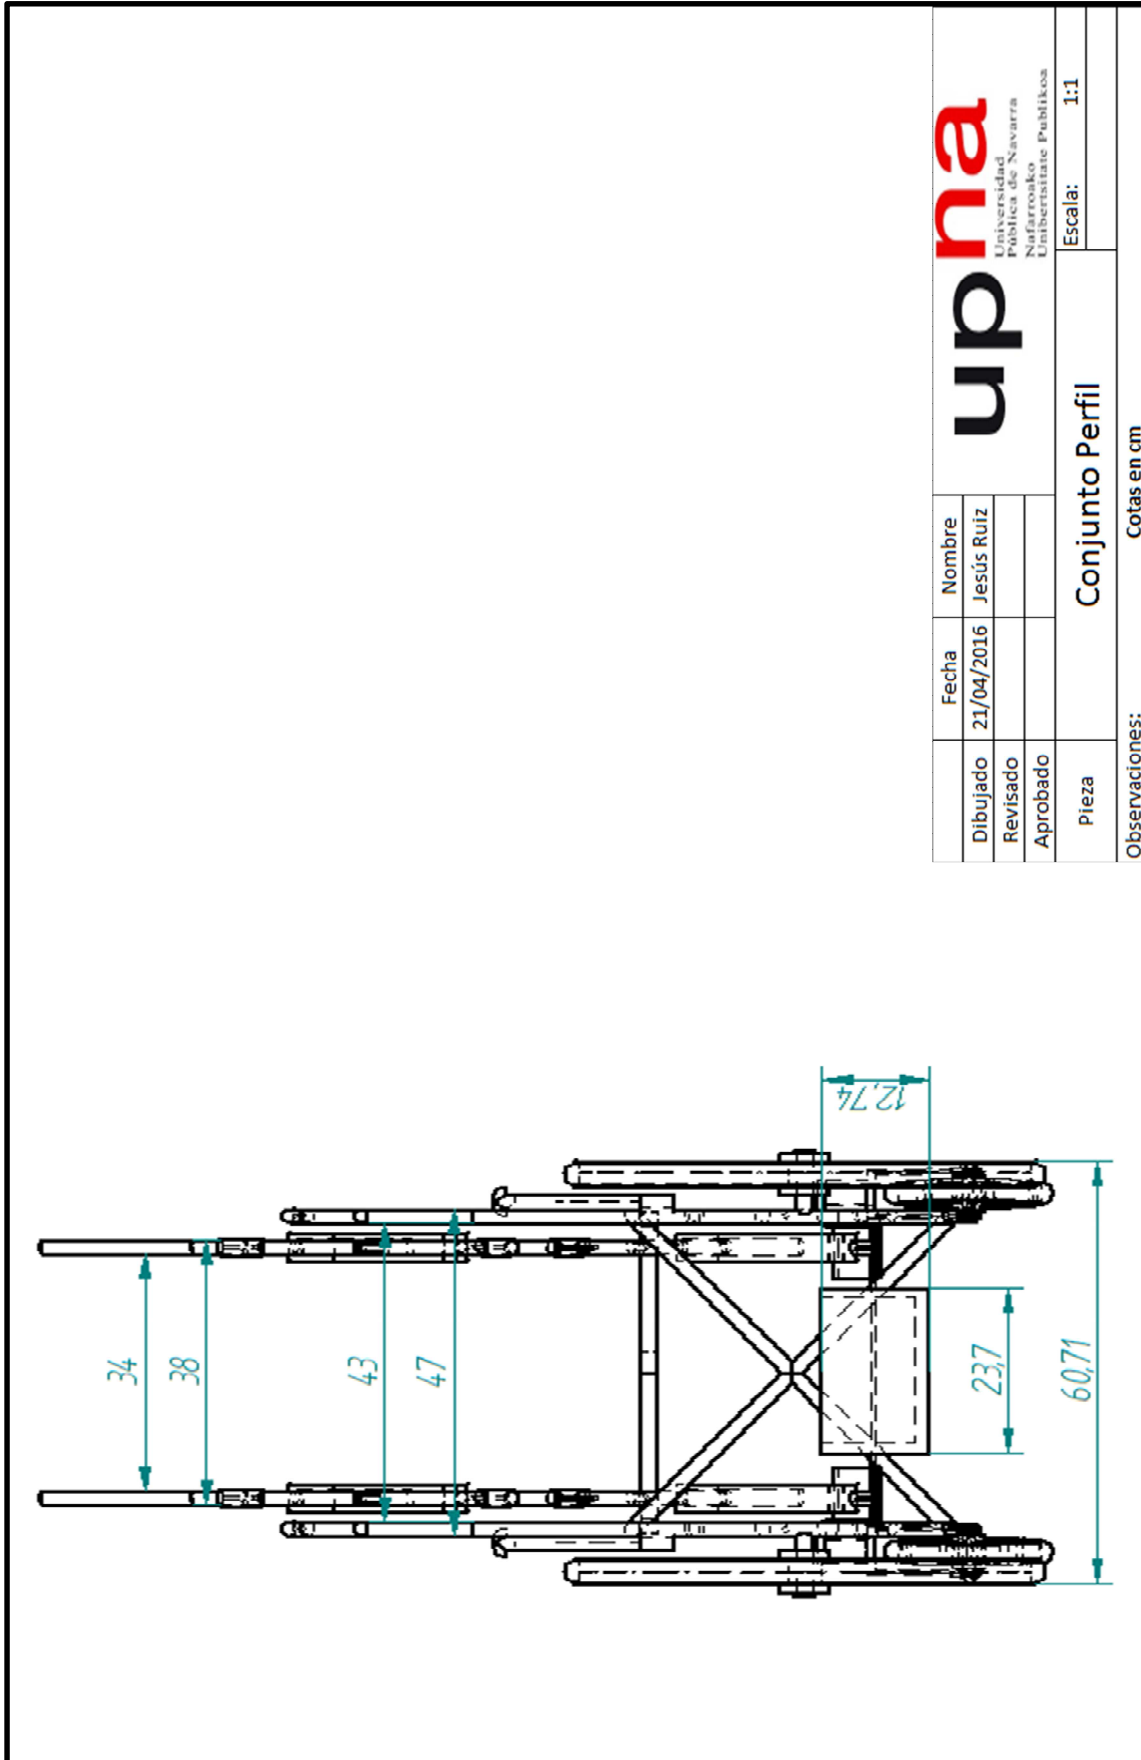 34
38
43
47
12,74
23,7
60,71
Fecha Nombre
Dibujado 21/04/2016 Jesús Ruiz
Revisado
Aprobado
upna
Universidad
Pública de Navarra
Nafarroako
Unibertsitate Publikoa
Pieza Conjunto Perfil Escala: 1:1
Observaciones: Cotas en cm